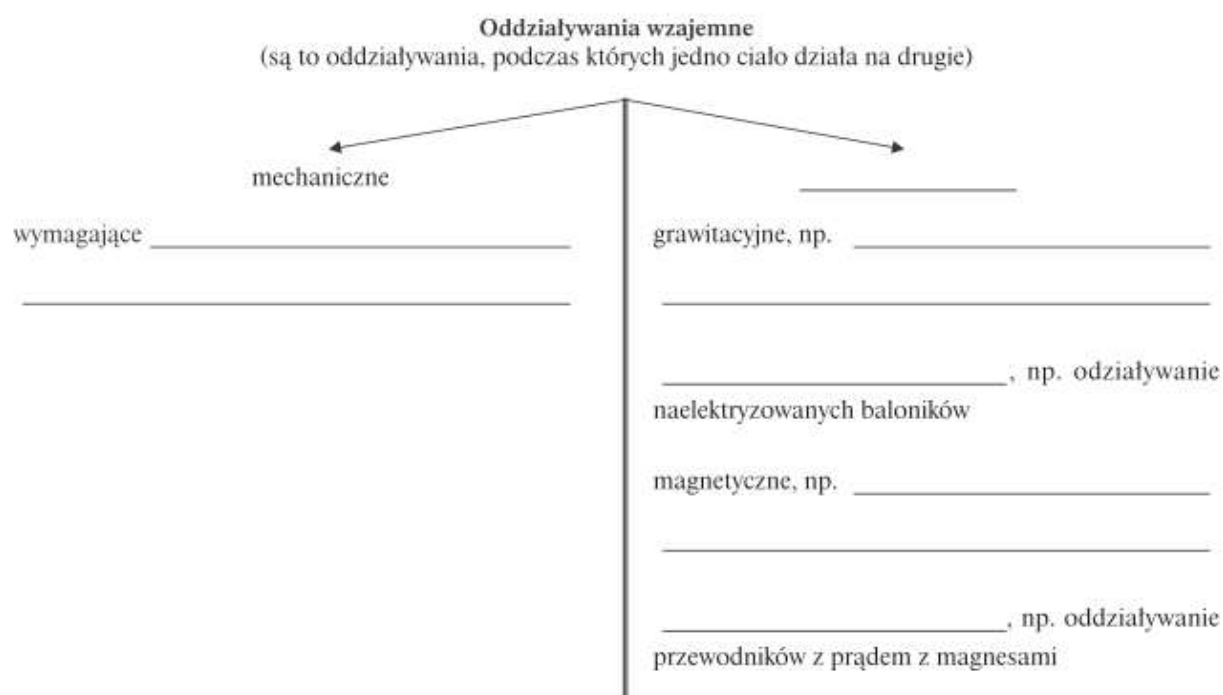 Oddziaływania wzajemne
(są to oddziaływania, podczas których jedno ciało działa na drugie)
mechaniczne
wymagające
grawitacyjne, np.
, np. odziaływanie
naelektryzowanych baloników
magnetyczne, np.
, np. oddziaływanie
przewodników z prądem z magnesami